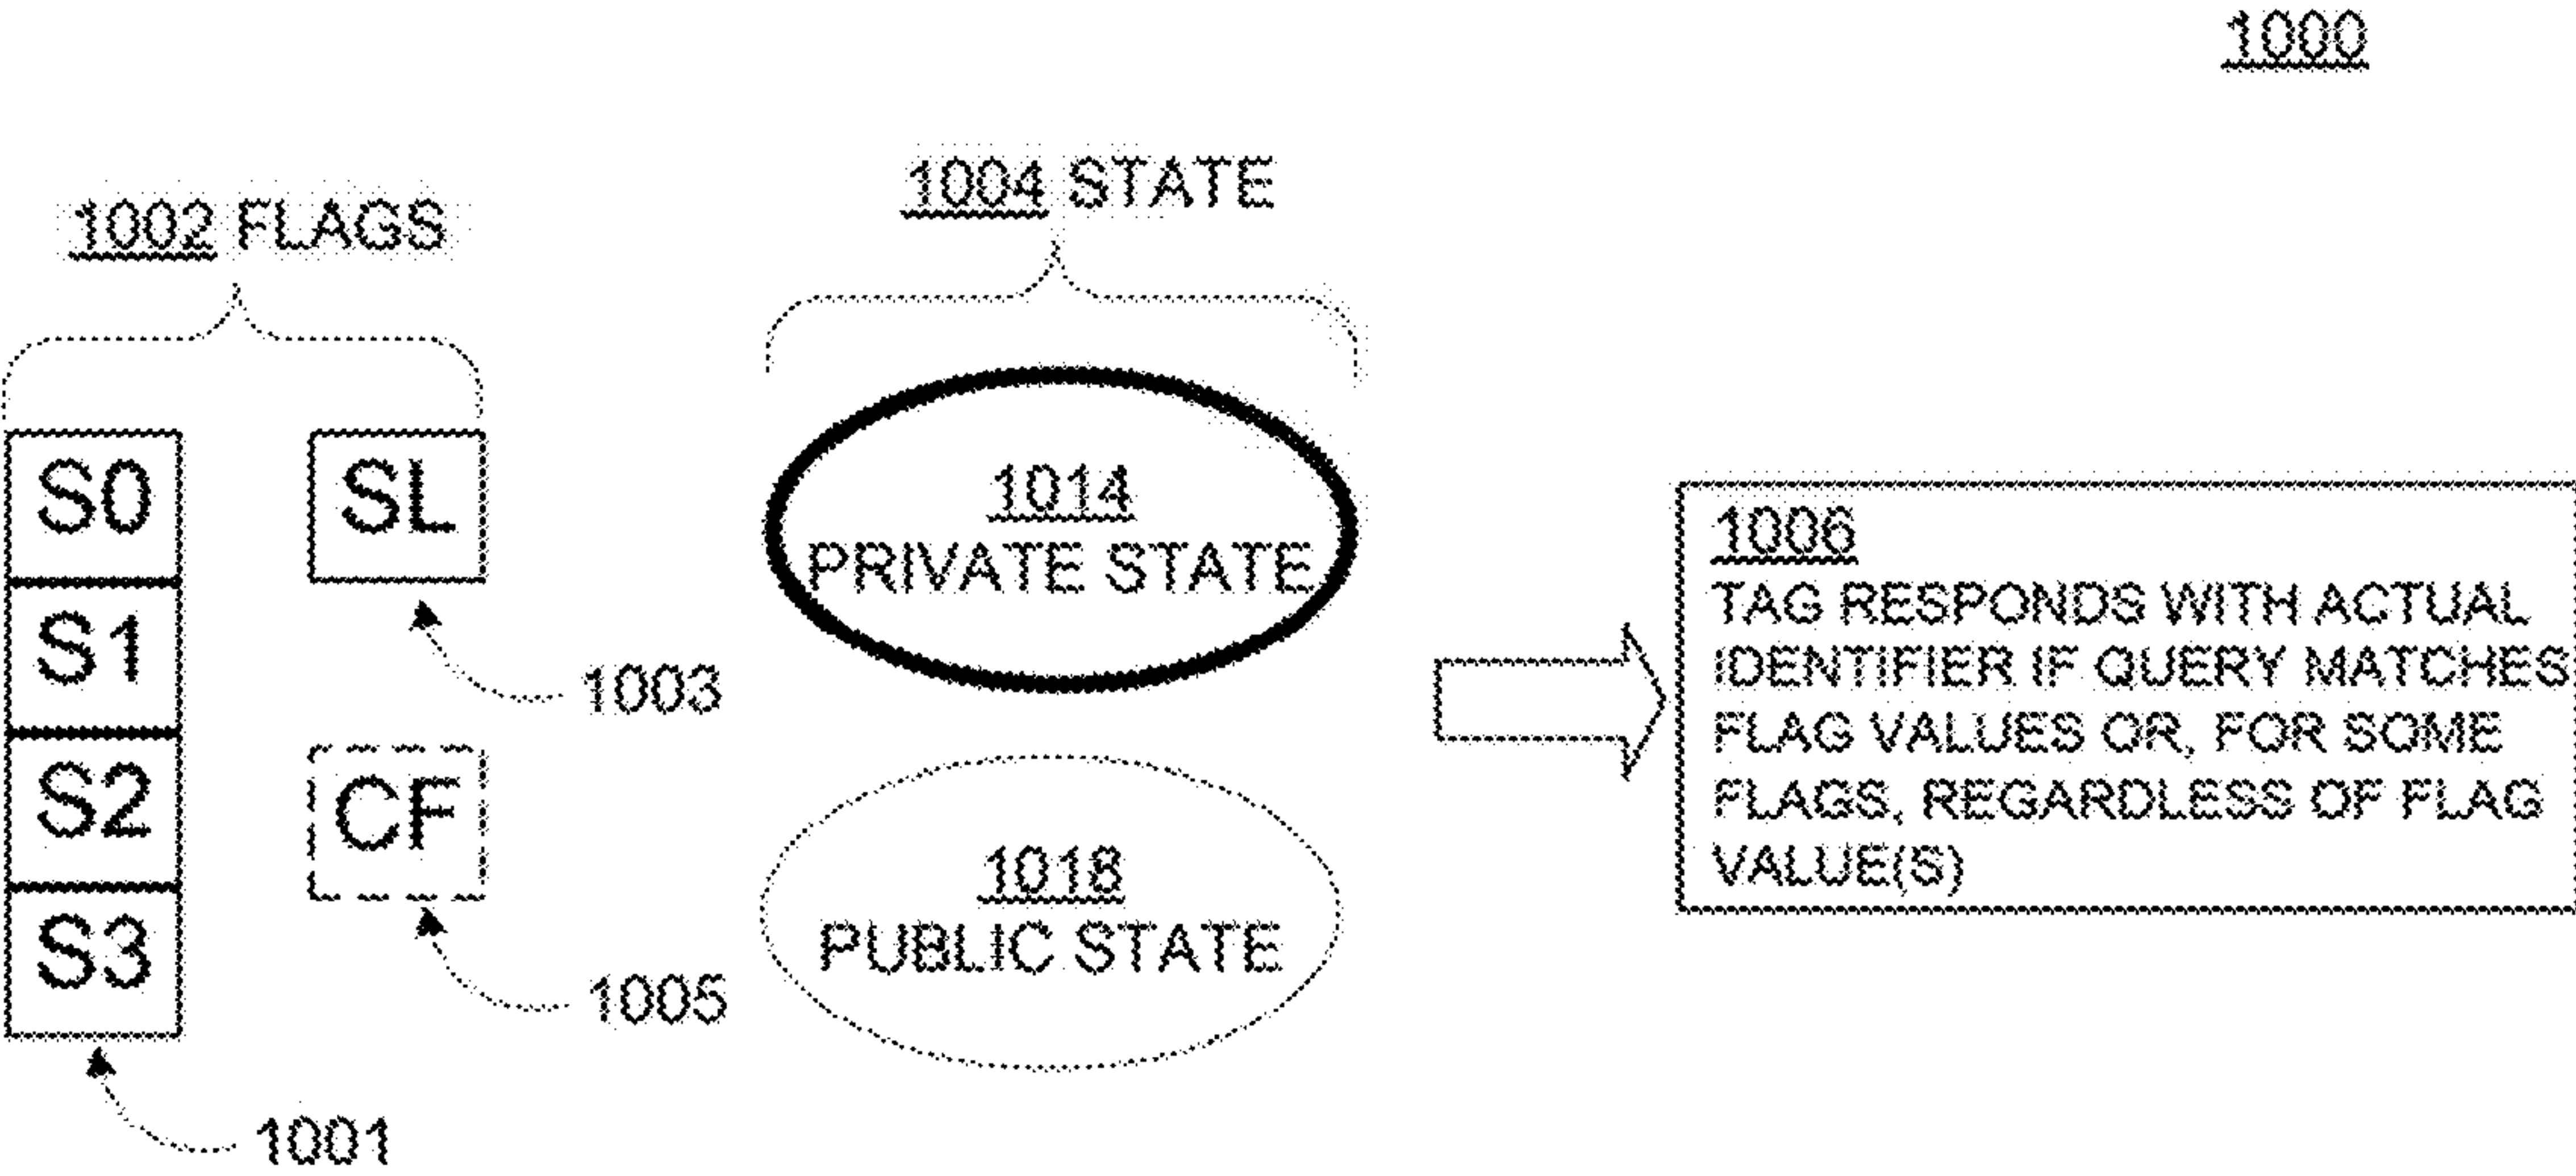 1000
1002 FLAGS
1004 STATE
S0
S1
S2
S3
SL
1003
CF
1005
1001
1014
PRIVATE STATE
1018
PUBLIC STATE
1006
TAG RESPONDS WITH ACTUAL
IDENTIFIER IF QUERY MATCHES
FLAG VALUES OR, FOR SOME
FLAGS, REGARDLESS OF FLAG
VALUE(S)